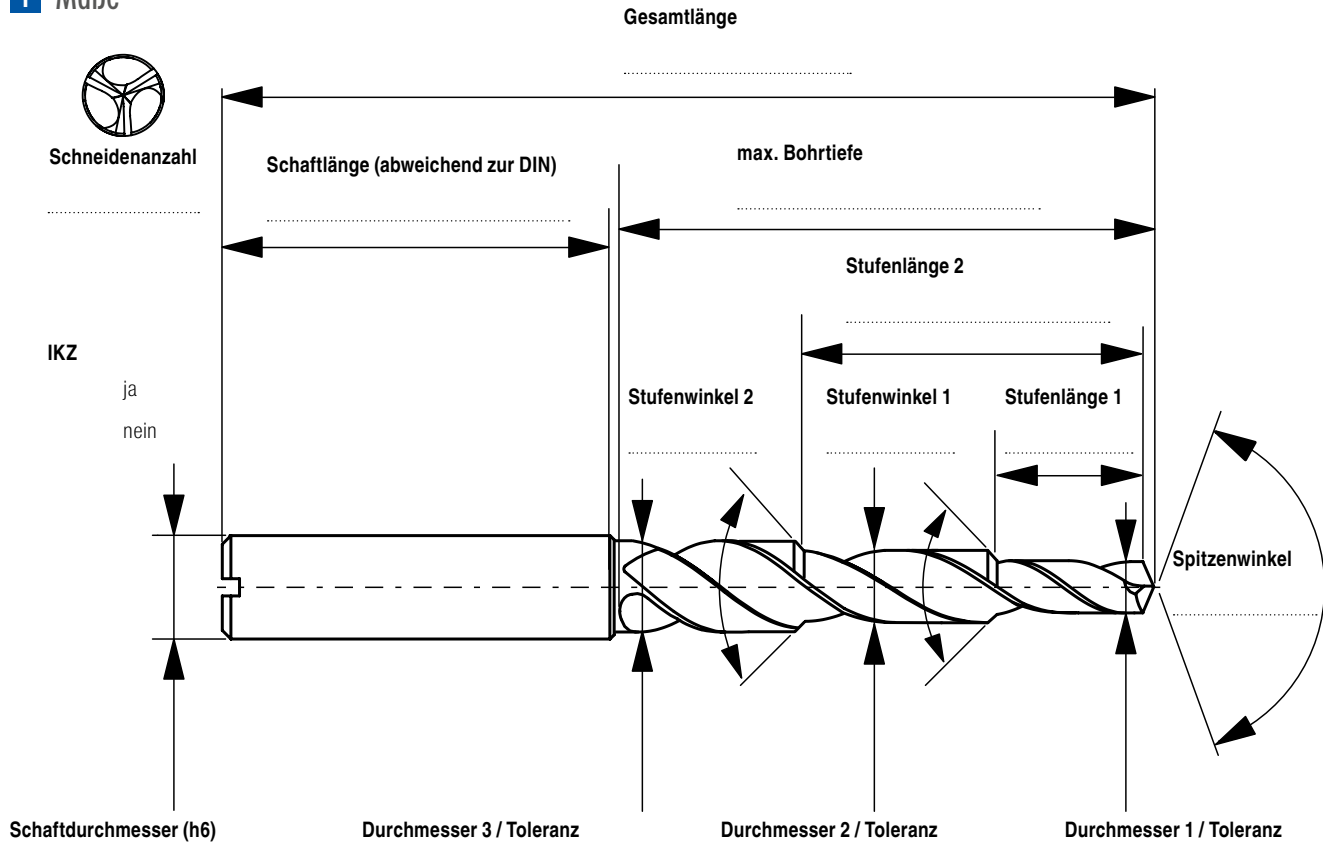 1 Maße
Gesamtlänge
Schneidenanzahl
Schaftlänge (abweichend zur DIN)
max. Bohrtiefe
Stufenlänge 2
IKZ
ja
nein
Stufenwinkel 2
Stufenwinkel 1
Stufenlänge 1
Spitzenwinkel
Schaftdurchmesser (h6)
Durchmesser 3 / Toleranz
Durchmesser 2 / Toleranz
Durchmesser 1 / Toleranz